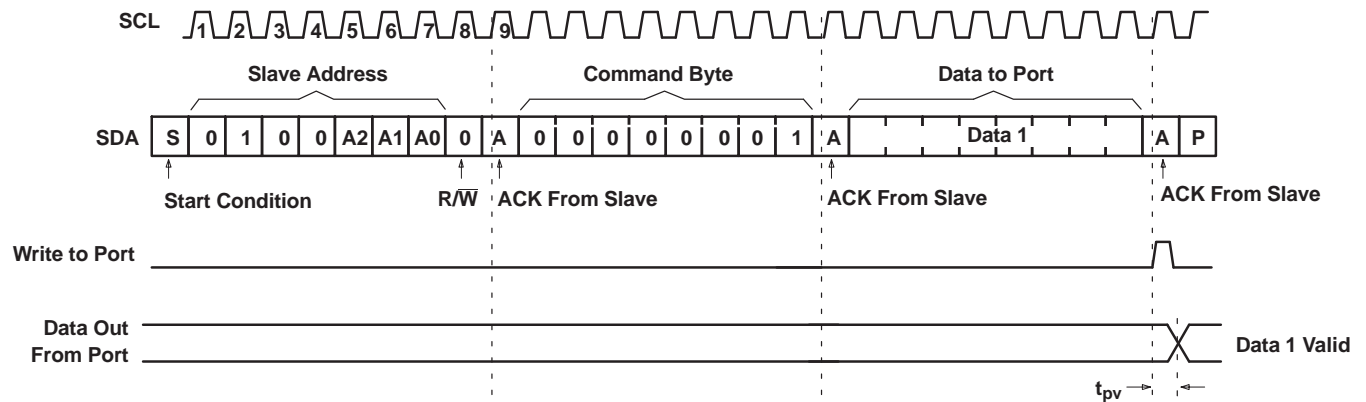 SCL 1 2 3 4 5 6 7 8 9
Slave Address Command Byte Data to Port
SDA S 0 1 0 0 A2 A1 A0 0 A 0 0 0 0 0 0 0 1 A Data 1 A P
Start Condition R/W̅ ACK From Slave ACK From Slave ACK From Slave
Write to Port
Data Out
From Port
Data 1 Valid
tpv